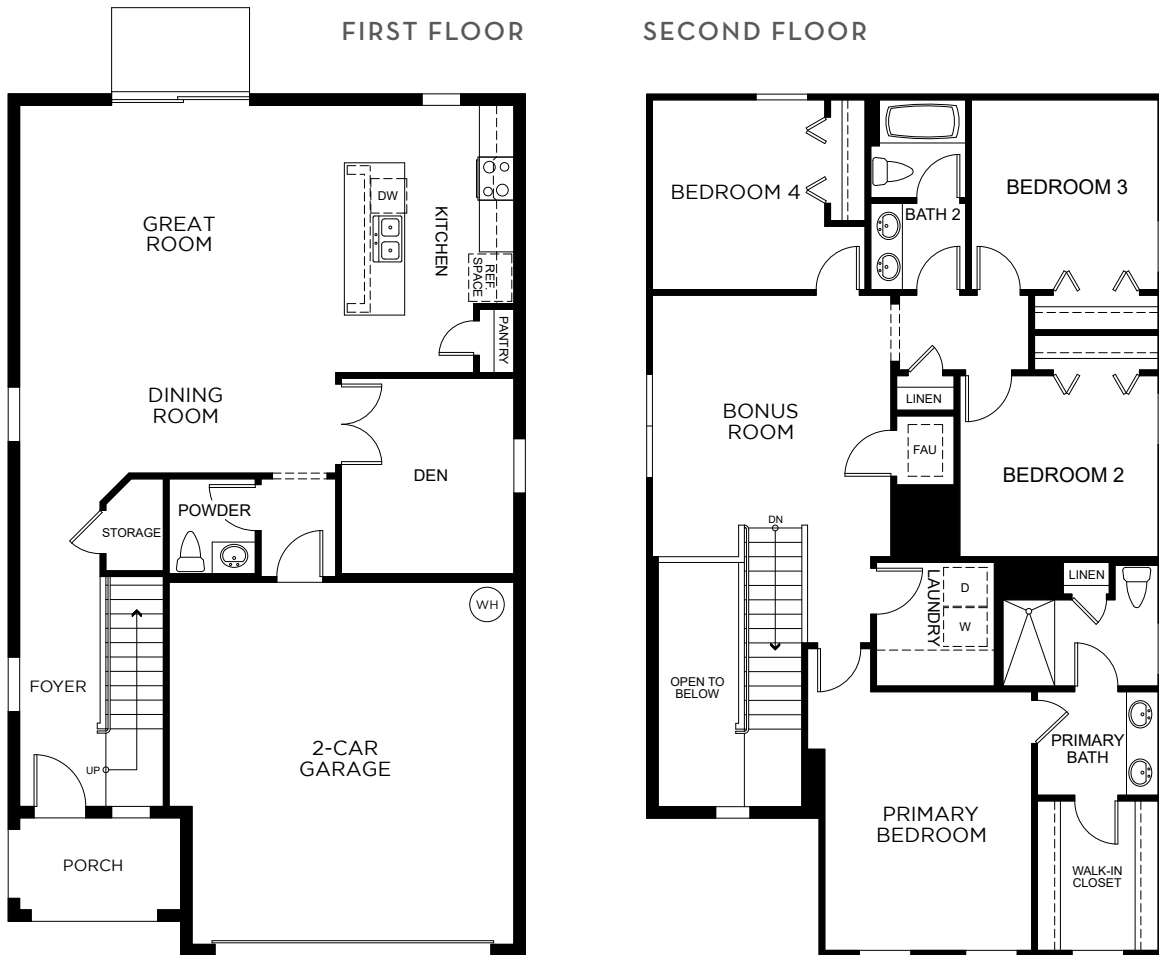 FIRST FLOOR
GREAT
ROOM
DW
KITCHEN
REF.
SPACE
PANTRY
DINING
ROOM
DEN
STORAGE
POWDER
WH
FOYER
UP
2-CAR
GARAGE
PORCH
SECOND FLOOR
BEDROOM 4
BATH 2
BEDROOM 3
LINEN
BONUS
ROOM
FAU
BEDROOM 2
DN
LAUNDRY
D
W
LINEN
OPEN TO
BELOW
PRIMARY
BATH
PRIMARY
BEDROOM
WALK-IN
CLOSET